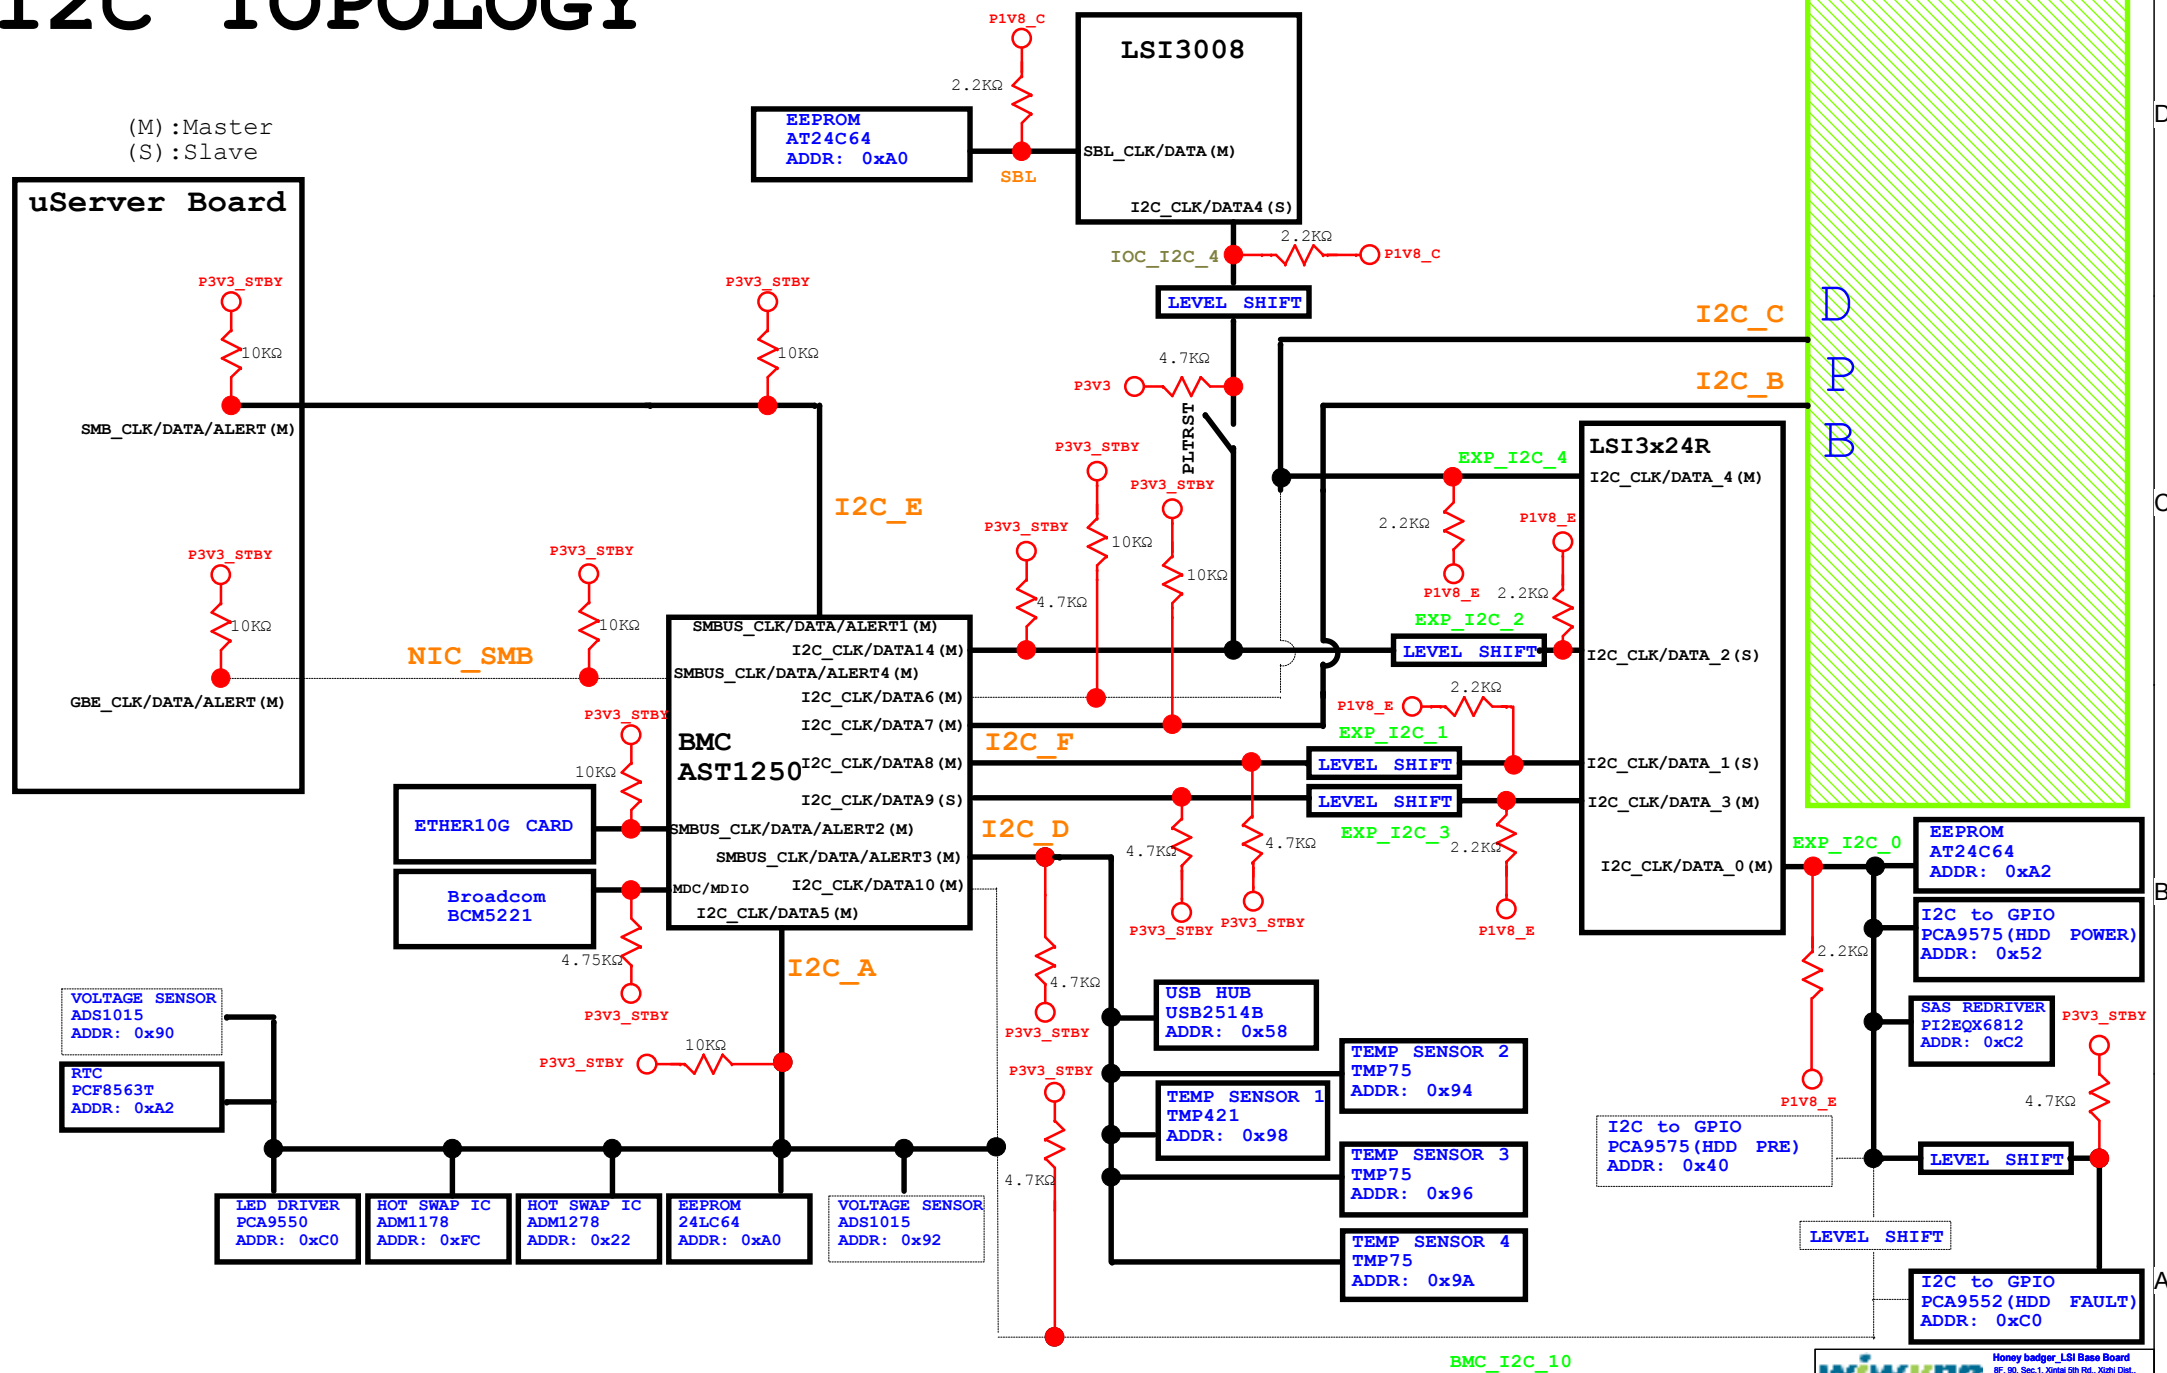 I2C TOPOLOGY
(M):Master
(S):Slave
uServer Board
P3V3_STBY
10KΩ
SMB_CLK/DATA/ALERT(M)
P3V3_STBY
10KΩ
GBE_CLK/DATA/ALERT(M)
P3V3_STBY
10KΩ
I2C_E
P3V3_STBY
10KΩ
NIC_SMB
P1V8_C
2.2KΩ
EEPROM
AT24C64
ADDR: 0xA0
SBL
LSI3008
SBL_CLK/DATA(M)
I2C_CLK/DATA4(S)
IOC_I2C_4
2.2KΩ
P1V8_C
LEVEL SHIFT
4.7KΩ
P3V3
PLTRST
P3V3_STBY
10KΩ
P3V3_STBY
10KΩ
P3V3_STBY
4.7KΩ
I2C_C
I2C_B
D
P
B
LSI3x24R
I2C_CLK/DATA_4(M)
I2C_CLK/DATA_2(S)
I2C_CLK/DATA_1(S)
I2C_CLK/DATA_3(M)
I2C_CLK/DATA_0(M)
EXP_I2C_4
2.2KΩ
P1V8_E
P1V8_E
2.2KΩ
EXP_I2C_2
LEVEL SHIFT
2.2KΩ
P1V8_E
EXP_I2C_1
LEVEL SHIFT
LEVEL SHIFT
EXP_I2C_3
2.2KΩ
P1V8_E
BMC
AST1250
SMBUS_CLK/DATA/ALERT1(M)
I2C_CLK/DATA14(M)
SMBUS_CLK/DATA/ALERT4(M)
I2C_CLK/DATA6(M)
I2C_CLK/DATA7(M)
I2C_CLK/DATA8(M)
I2C_CLK/DATA9(S)
SMBUS_CLK/DATA/ALERT2(M)
SMBUS_CLK/DATA/ALERT3(M)
MDC/MDIO
I2C_CLK/DATA10(M)
I2C_CLK/DATA5(M)
I2C_F
I2C_D
4.7KΩ
P3V3_STBY
4.7KΩ
P3V3_STBY
P3V3_STBY
10KΩ
ETHER10G CARD
Broadcom
BCM5221
4.75KΩ
P3V3_STBY
I2C_A
P3V3_STBY
10KΩ
4.7KΩ
P3V3_STBY
P3V3_STBY
4.7KΩ
VOLTAGE SENSOR
ADS1015
ADDR: 0x90
RTC
PCF8563T
ADDR: 0xA2
LED DRIVER
PCA9550
ADDR: 0xC0
HOT SWAP IC
ADM1178
ADDR: 0xFC
HOT SWAP IC
ADM1278
ADDR: 0x22
EEPROM
24LC64
ADDR: 0xA0
VOLTAGE SENSOR
ADS1015
ADDR: 0x92
USB HUB
USB2514B
ADDR: 0x58
TEMP SENSOR 2
TMP75
ADDR: 0x94
TEMP SENSOR 1
TMP421
ADDR: 0x98
TEMP SENSOR 3
TMP75
ADDR: 0x96
TEMP SENSOR 4
TMP75
ADDR: 0x9A
EXP_I2C_0
EEPROM
AT24C64
ADDR: 0xA2
I2C to GPIO
PCA9575(HDD POWER)
ADDR: 0x52
2.2KΩ
P1V8_E
SAS REDRIVER
PI2EQX6812
ADDR: 0xC2
P3V3_STBY
4.7KΩ
I2C to GPIO
PCA9575(HDD PRE)
ADDR: 0x40
LEVEL SHIFT
LEVEL SHIFT
I2C to GPIO
PCA9552(HDD FAULT)
ADDR: 0xC0
BMC_I2C_10
D
C
B
A
Honey badger_LSI Base Board
8F, 90, Sec.1, Xintai 5th Rd., Xizhi Dist.,